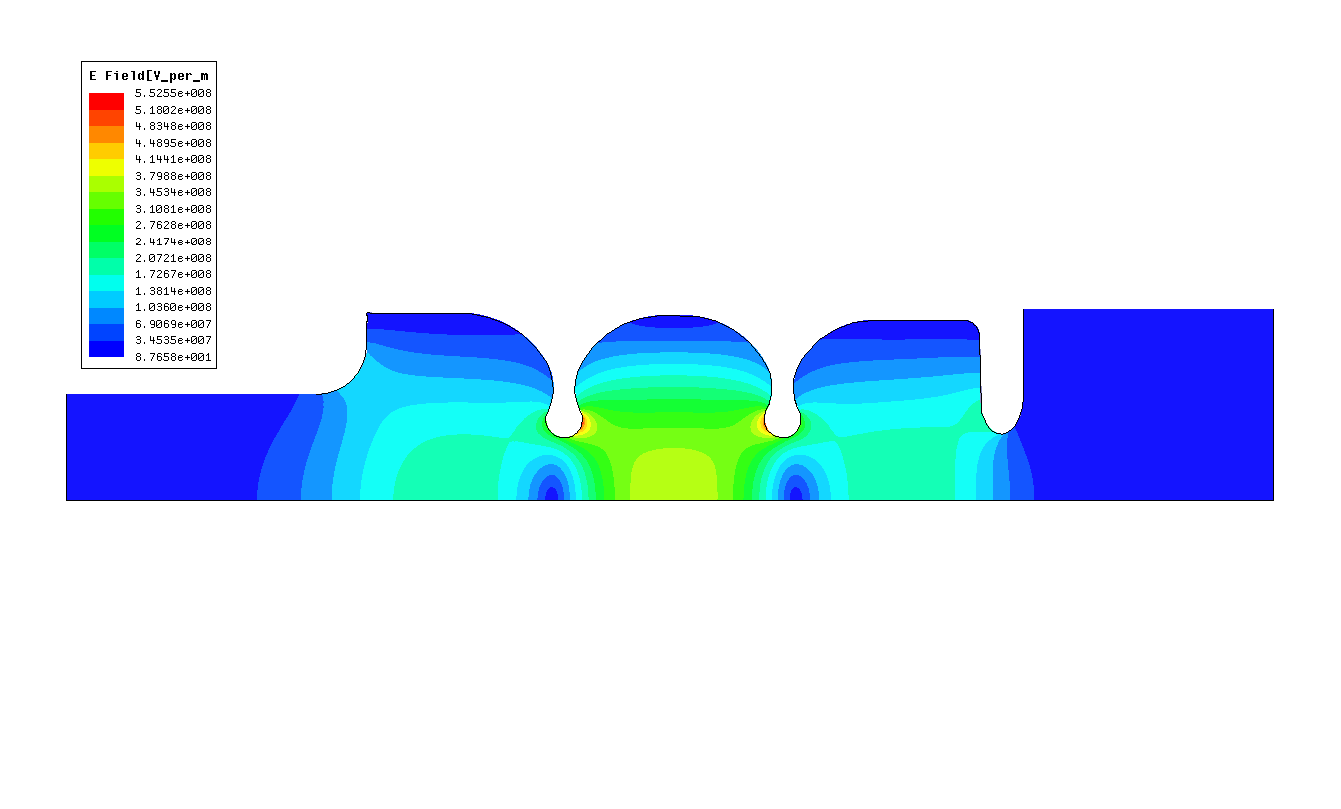 E Field[V_per_m
5.5255e+008
5.1802e+008
4.8348e+008
4.4895e+008
4.1441e+008
3.7988e+008
3.4534e+008
3.1081e+008
2.7628e+008
2.4174e+008
2.0721e+008
1.7267e+008
1.3814e+008
1.0360e+008
6.9069e+007
3.4535e+007
8.7658e+001